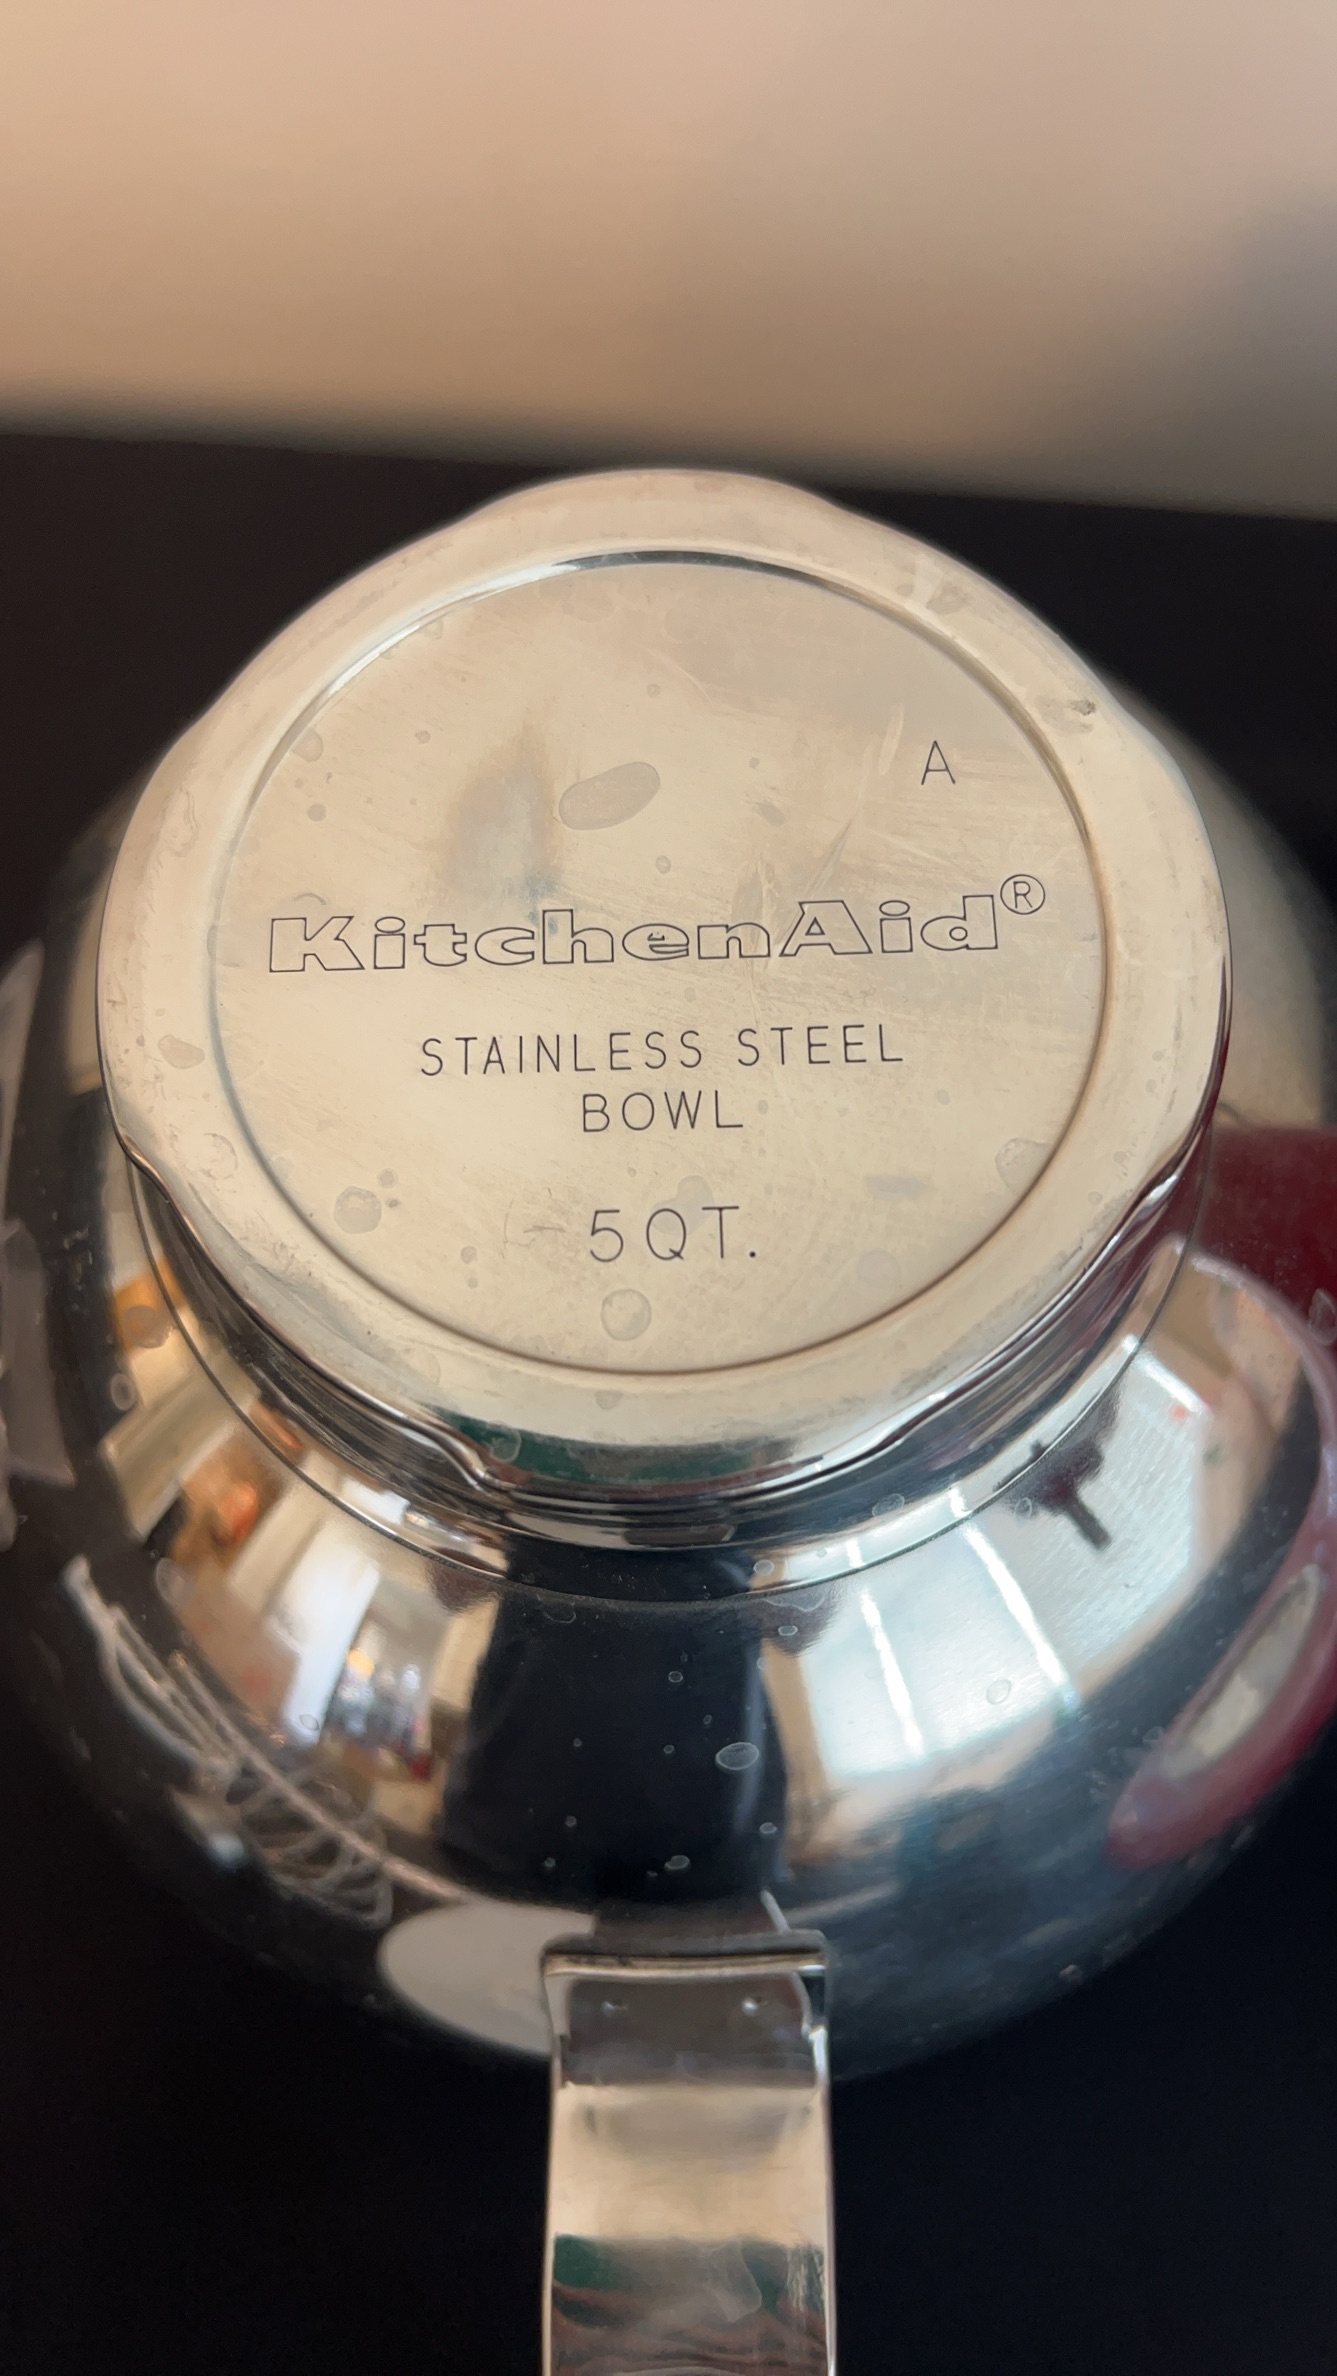 A
KitchenAid®
STAINLESS STEEL
BOWL
5QT.